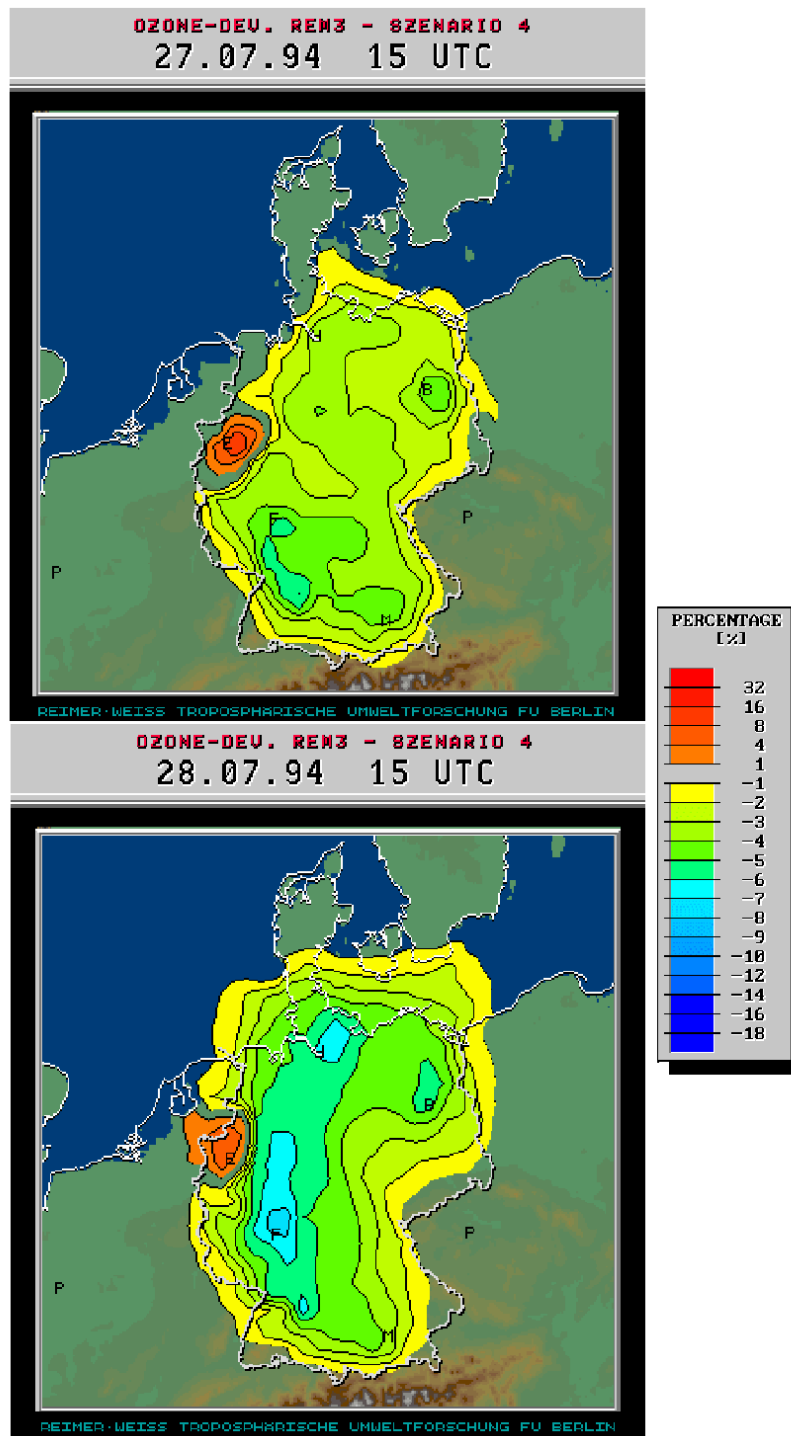 OZONE-DEV. REM3 - SZENARIO 4
27.07.94 15 UTC
B
E
P
F
P
M
REIMER·WEISS TROPOSPHÄRISCHE UMWELTFORSCHUNG FU BERLIN
PERCENTAGE
[%]
32
16
8
4
1
-1
-2
-3
-4
-5
-6
-7
-8
-9
-10
-12
-14
-16
-18
OZONE-DEV. REM3 - SZENARIO 4
28.07.94 15 UTC
B
E
P
F
P
M
REIMER·WEISS TROPOSPHÄRISCHE UMWELTFORSCHUNG FU BERLIN